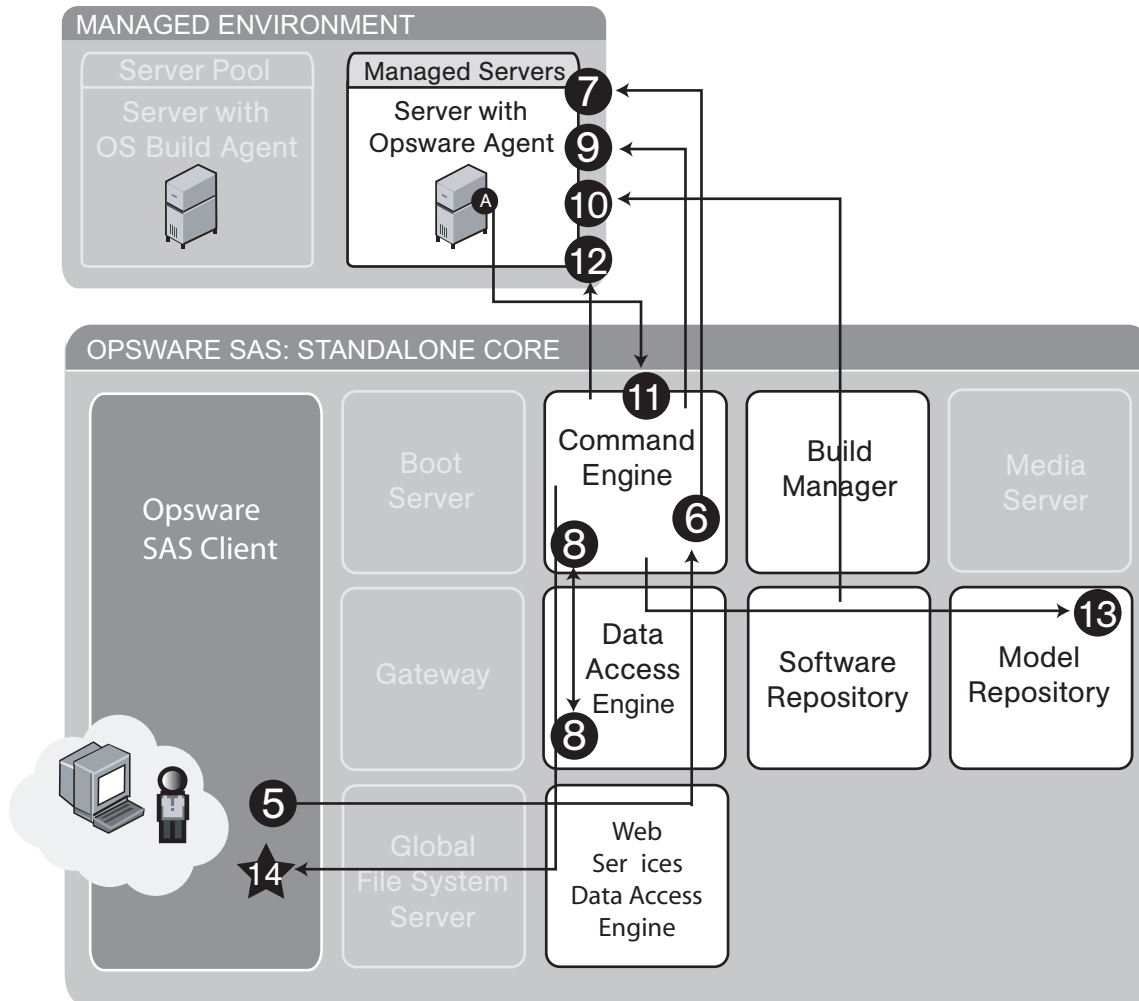 MANAGED ENVIRONMENT
Server Pool
Server with
OS Build Agent
Managed Servers
Server with
Opsware Agent
A
7
9
10
12
OPSWARE SAS: STANDALONE CORE
Opsware
SAS Client
Boot
Server
11
Command
Engine
6
8
Build
Manager
Media
Server
Gateway
Data
Access
Engine
8
Software
Repository
13
Model
Repository
5
14
Global
File System
Server
Web
Ser ices
Data Access
Engine